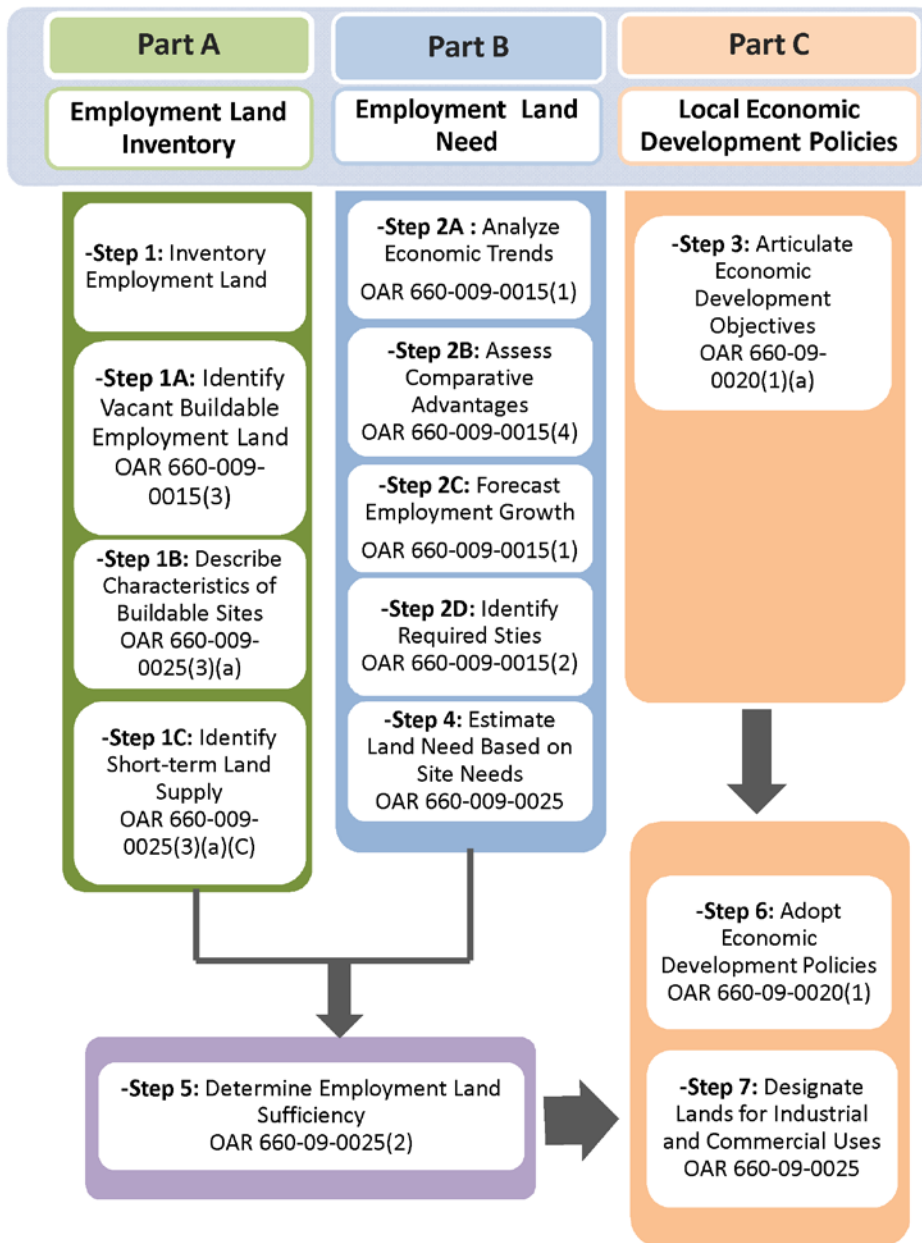 Part A
Employment Land
Inventory
-Step 1: Inventory
Employment Land
-Step 1A: Identify
Vacant Buildable
Employment Land
OAR 660-009-
0015(3)
-Step 1B: Describe
Characteristics of
Buildable Sites
OAR 660-009-
0025(3)(a)
-Step 1C: Identify
Short-term Land
Supply
OAR 660-009-
0025(3)(a)(C)
Part B
Employment Land
Need
-Step 2A : Analyze
Economic Trends
OAR 660-009-0015(1)
-Step 2B: Assess
Comparative
Advantages
OAR 660-009-0015(4)
-Step 2C: Forecast
Employment Growth
OAR 660-009-0015(1)
-Step 2D: Identify
Required Sties
OAR 660-009-0015(2)
-Step 4: Estimate
Land Need Based on
Site Needs
OAR 660-009-0025
Part C
Local Economic
Development Policies
-Step 3: Articulate
Economic
Development
Objectives
OAR 660-09-
0020(1)(a)
-Step 5: Determine Employment Land
Sufficiency
OAR 660-09-0025(2)
-Step 6: Adopt
Economic
Development Policies
OAR 660-09-0020(1)
-Step 7: Designate
Lands for Industrial
and Commercial Uses
OAR 660-09-0025